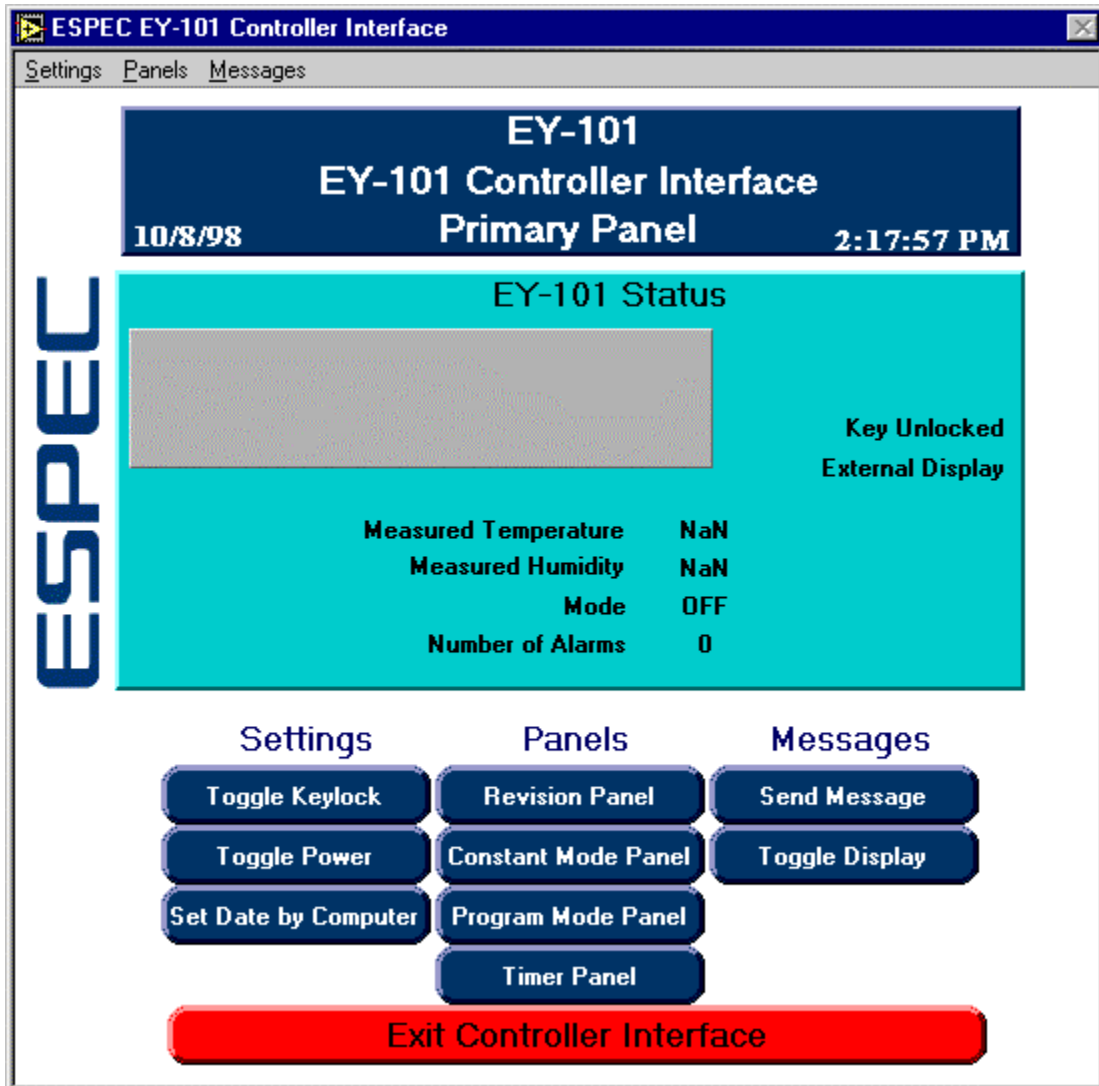 ESPEC EY-101 Controller Interface
Settings Panels Messages
EY-101
EY-101 Controller Interface
Primary Panel
10/8/98
2:17:57 PM
ESPEC
EY-101 Status
Key Unlocked
External Display
Measured Temperature NaN
Measured Humidity NaN
Mode OFF
Number of Alarms 0
Settings Panels Messages
Toggle Keylock Revision Panel Send Message
Toggle Power Constant Mode Panel Toggle Display
Set Date by Computer Program Mode Panel
Timer Panel
Exit Controller Interface